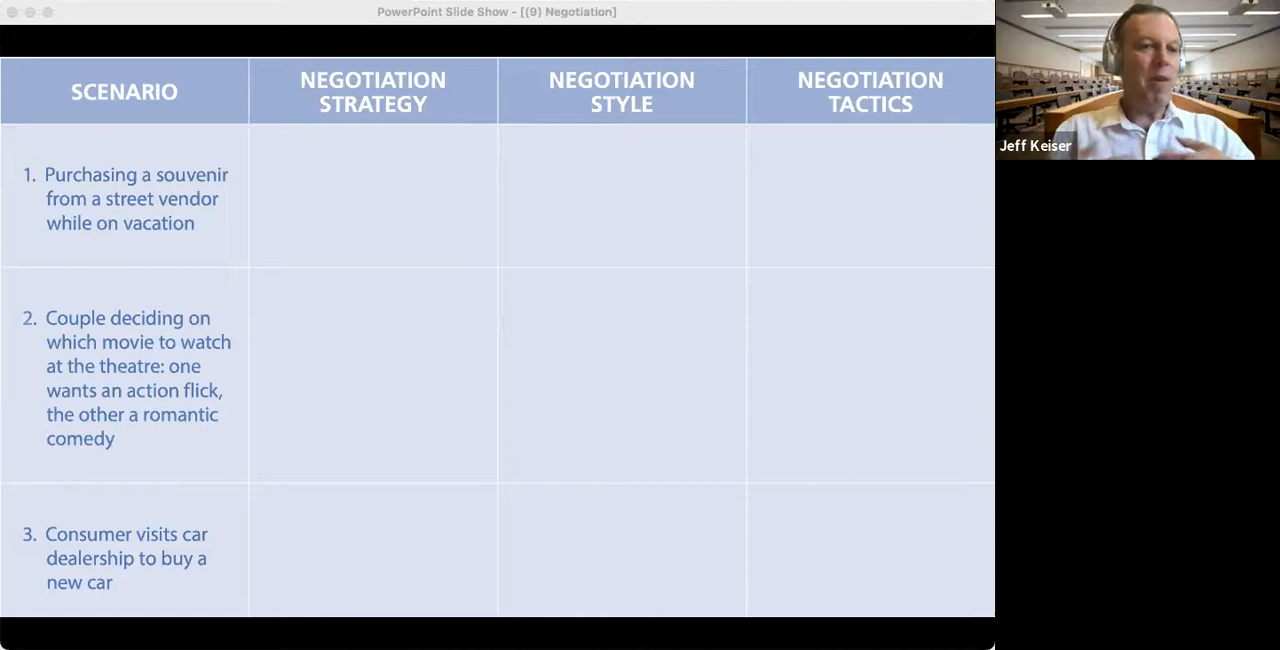 PowerPoint Slide Show - [(9) Negotiation]
SCENARIO
NEGOTIATION
STRATEGY
NEGOTIATION
STYLE
NEGOTIATION
TACTICS
1. Purchasing a souvenir
from a street vendor
while on vacation
2. Couple deciding on
which movie to watch
at the theatre: one
wants an action flick,
the other a romantic
comedy
3. Consumer visits car
dealership to buy a
new car
Jeff Keiser